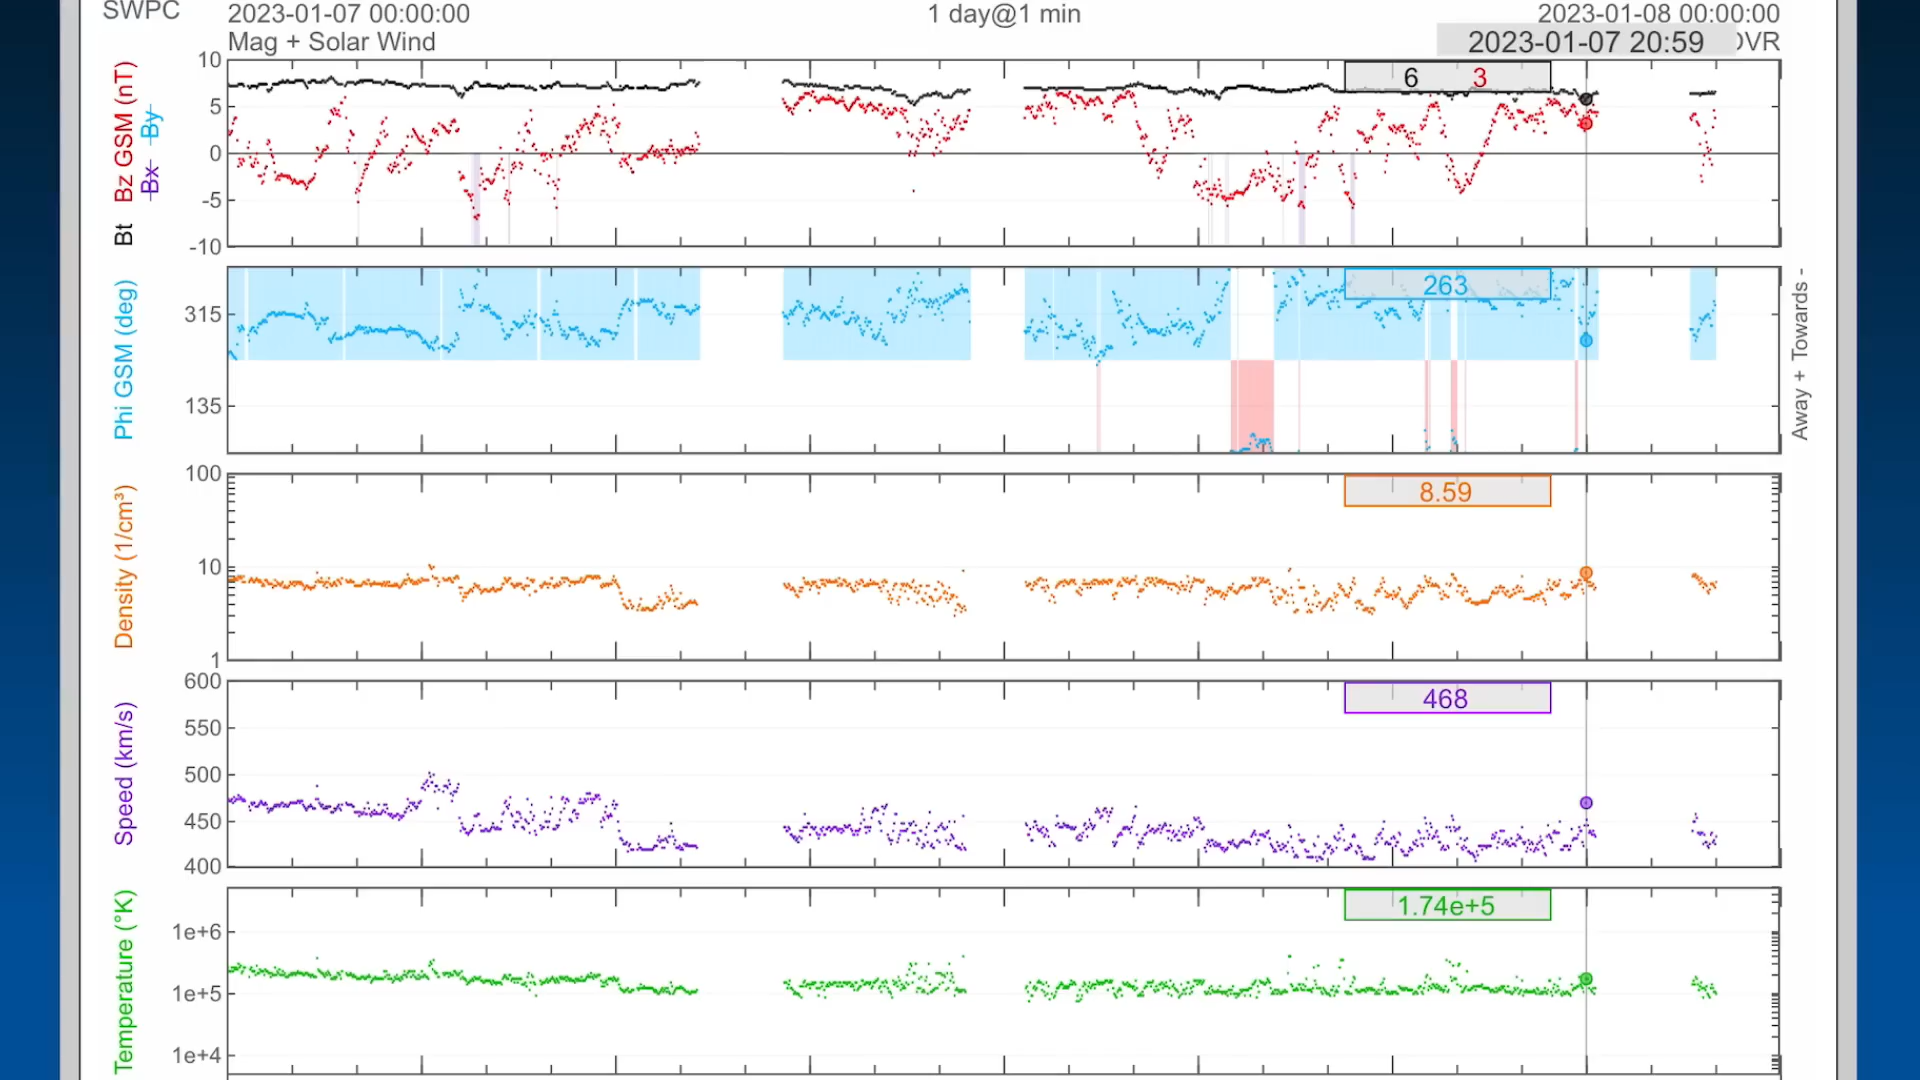 SWPC
2023-01-07 00:00:00
1 day@1 min
2023-01-08 00:00:00
Mag + Solar Wind
2023-01-07 20:59
OVR
10
5
0
-5
-10
Bt Bz GSM (nT)
Bx By
6 3
315
135
Phi GSM (deg)
263
Away + Towards -
100
10
1
Density (1/cm³)
8.59
600
550
500
450
400
Speed (km/s)
468
1e+6
1e+5
1e+4
Temperature (°K)
1.74e+5